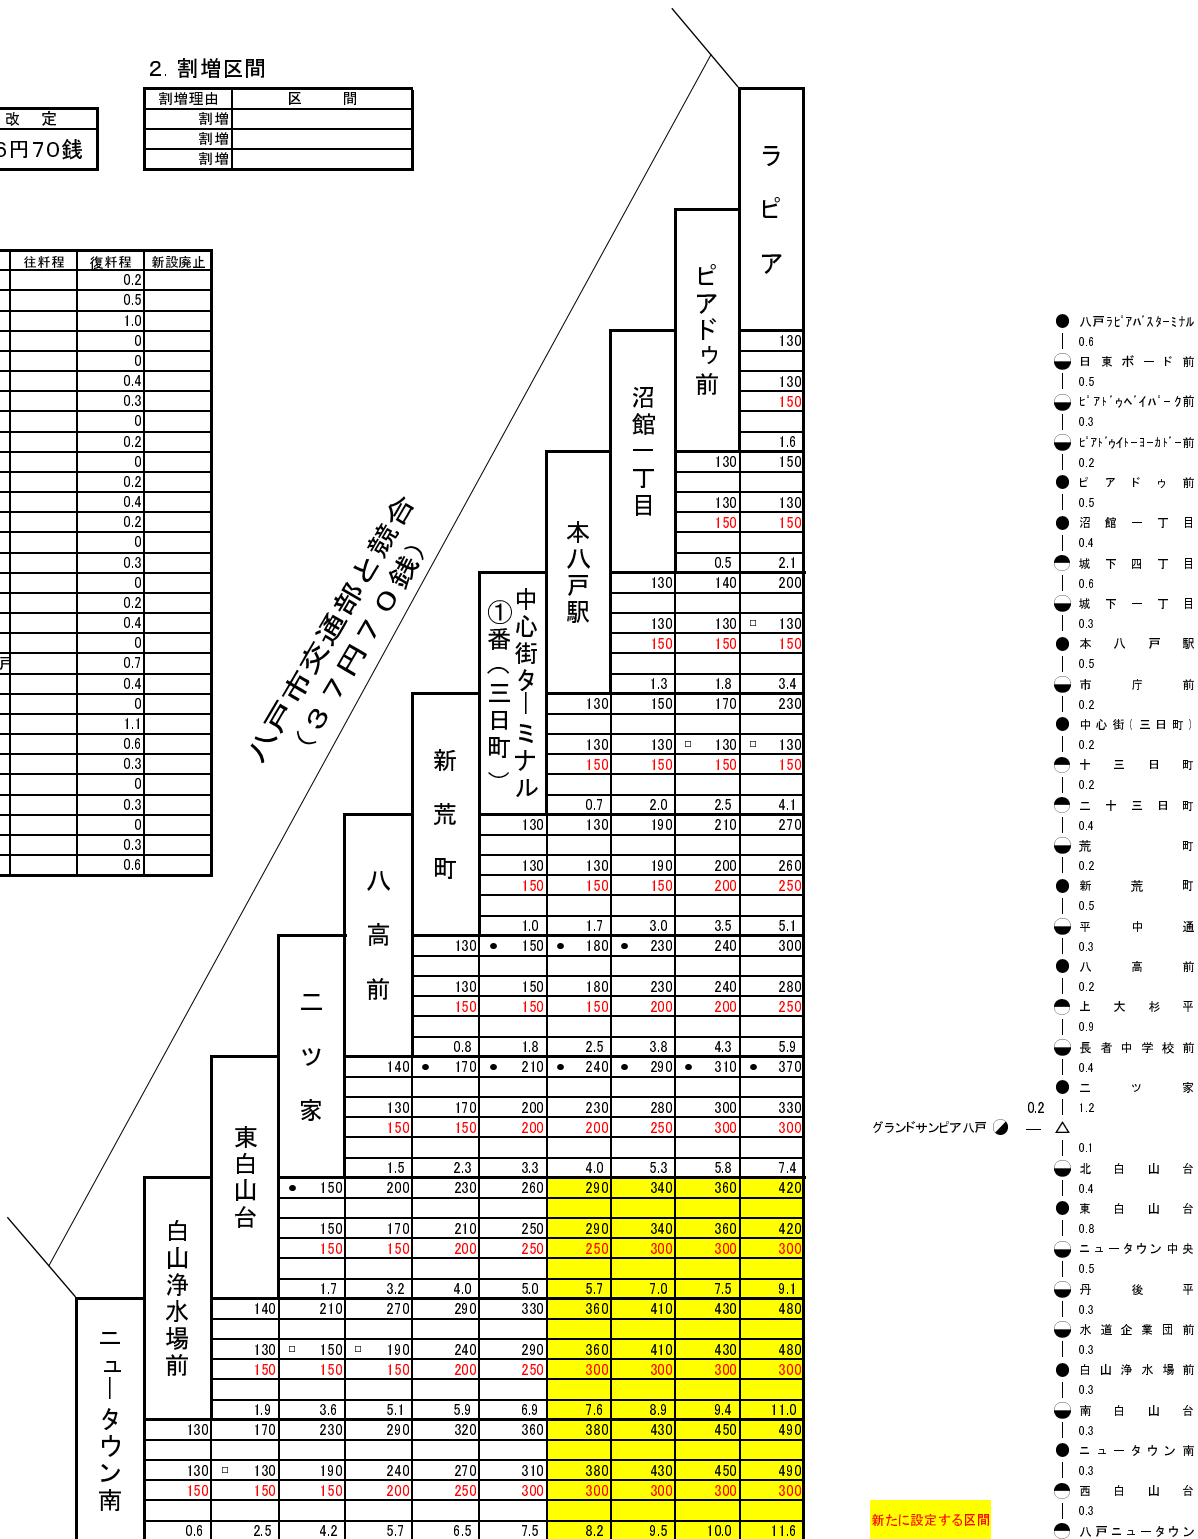 2. 割増区間
割増理由 区 間
割増
割増
割増
改 定
6円70銭
往粁程 復粁程 新設廃止
0.2
0.5
1.0
0
0
0.4
0.3
0
0.2
0
0.2
0.4
0.2
0
0.3
0
0.2
0.4
0
戸 0.7
0.4
0
1.1
0.6
0.3
0
0.3
0
0.3
0.6
八戸市交通部と競合
（３７円７０銭）
ラピア
ピアドゥ前
沼館一丁目
本八戸駅
中心街ターミナル
①番（三日町）
新荒町
八高前
二ツ家
東白山台
白山浄水場前
ニュータウン南
130
130
150
1.6
130 150
130 130
150 150
0.5 2.1
130 140 200
130 130 □ 130
150 150 150
1.3 1.8 3.4
130 150 170 230
130 130 □ 130 □ 130
150 150 150 150
0.7 2.0 2.5 4.1
130 130 190 210 270
130 130 190 200 260
150 150 150 200 250
1.0 1.7 3.0 3.5 5.1
130 ● 150 ● 180 ● 230 240 300
130 150 180 230 240 280
150 150 150 200 200 250
0.8 1.8 2.5 3.8 4.3 5.9
140 ● 170 ● 210 ● 240 ● 290 ● 310 ● 370
130 170 200 230 280 300 330
150 150 200 200 250 300 300
1.5 2.3 3.3 4.0 5.3 5.8 7.4
● 150 200 230 260 290 340 360 420
150 170 210 250 290 340 360 420
150 150 200 250 250 300 300 300
1.7 3.2 4.0 5.0 5.7 7.0 7.5 9.1
140 210 270 290 330 360 410 430 480
130 □ 150 □ 190 240 290 360 410 430 480
150 150 150 200 250 300 300 300 300
1.9 3.6 5.1 5.9 6.9 7.6 8.9 9.4 11.0
130 170 230 290 320 360 380 430 450 490
130 □ 130 190 240 270 310 380 430 450 490
150 150 150 200 250 300 300 300 300 300
0.6 2.5 4.2 5.7 6.5 7.5 8.2 9.5 10.0 11.6
八戸ﾗﾋﾟｱﾊﾞｽﾀｰﾐﾅﾙ
0.6
日東ボード前
0.5
ﾋﾟｱﾄﾞｩﾍﾞｲﾊﾟｰｸ前
0.3
ﾋﾟｱﾄﾞｩｲﾄｰﾖｰｶﾄﾞｰ前
0.2
ピアドゥ前
0.5
沼館一丁目
0.4
城下四丁目
0.6
城下一丁目
0.3
本八戸駅
0.5
市庁前
0.2
中心街(三日町)
0.2
十三日町
0.2
二十三日町
0.4
荒町
0.2
新荒町
0.5
平中通
0.3
八高前
0.2
上大杉平
0.9
長者中学校前
0.4
二ツ家
0.2 1.2
グランドサンピア八戸 △
0.1
北白山台
0.4
東白山台
0.8
ニュータウン中央
0.5
丹後平
0.3
水道企業団前
0.3
白山浄水場前
0.3
南白山台
0.3
ニュータウン南
0.3
西白山台
0.3
八戸ニュータウン
新たに設定する区間